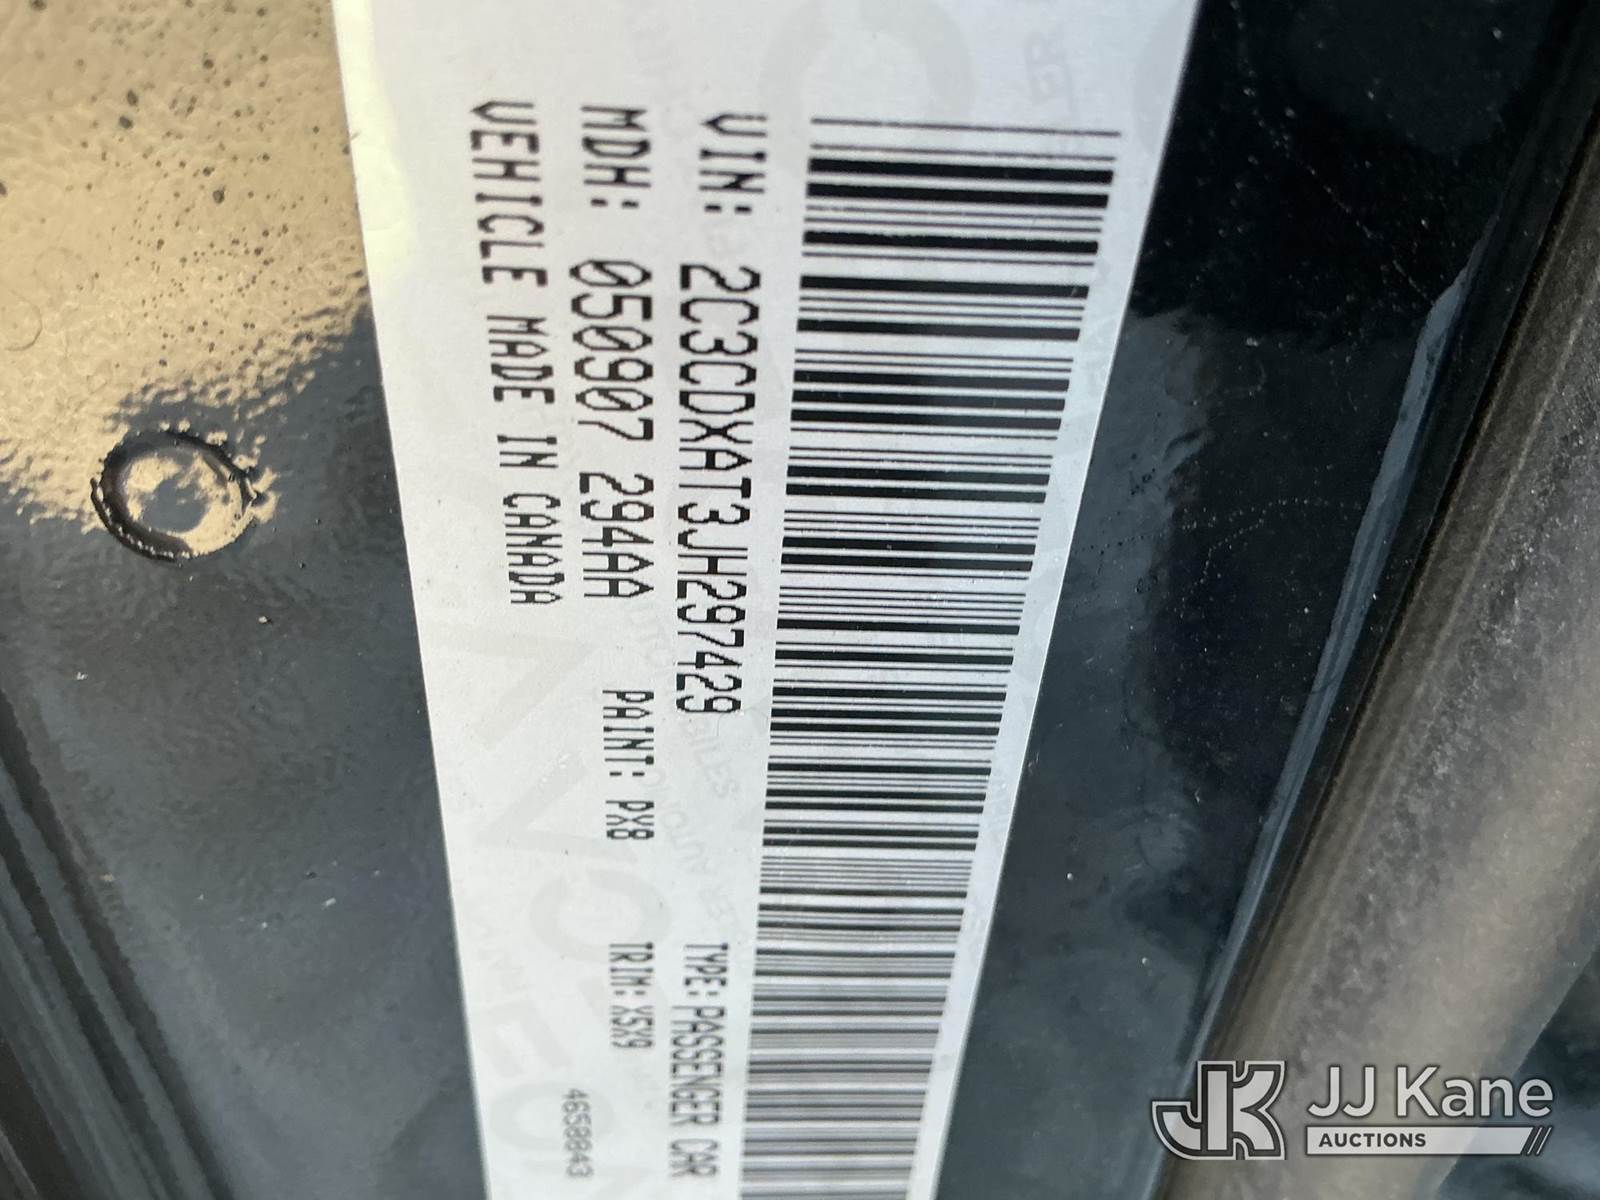 VIN: 2C3CDXAT3JH297429
TYPE: PASSENGER CAR
MDH: 050907 294AA
PAINT: PX8
TRIM: X5X9
VEHICLE MADE IN CANADA
4658843
JJ Kane
AUCTIONS